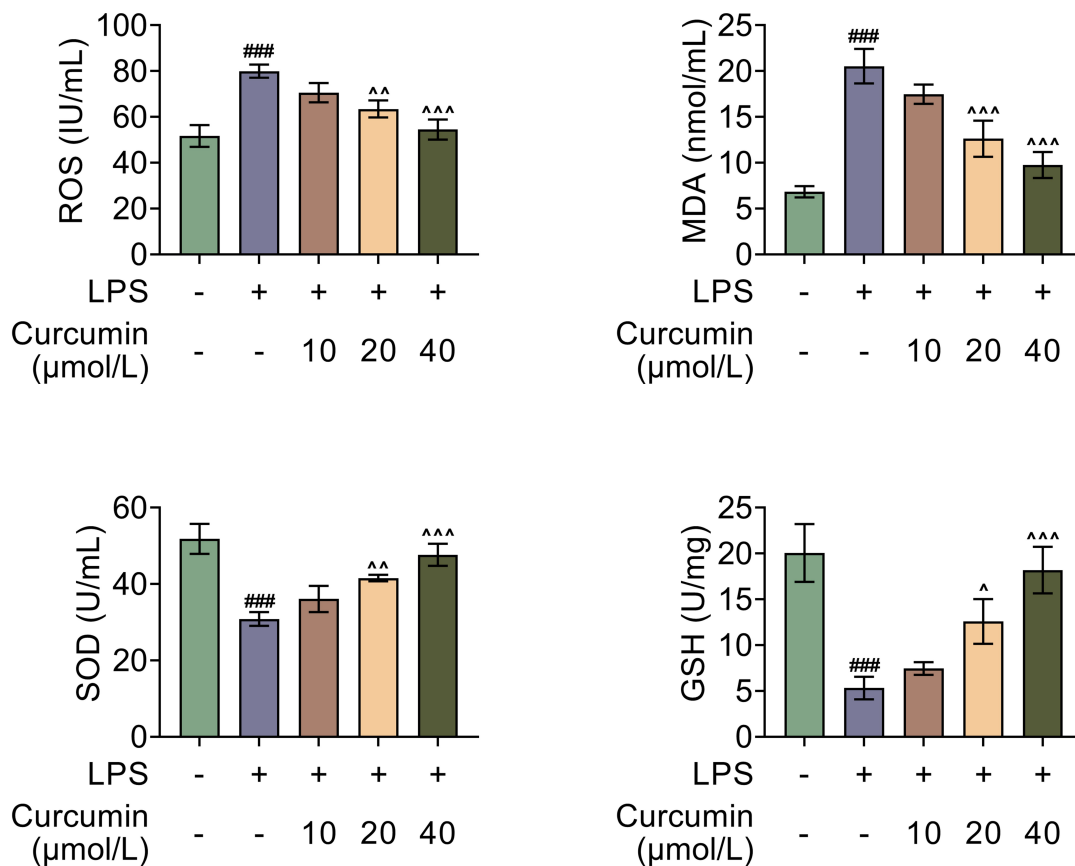 ROS (IU/mL)
100
80
60
40
20
0
###
^^
^^^
LPS - + + + +
Curcumin
(μmol/L) - - 10 20 40
MDA (nmol/mL)
25
20
15
10
5
0
###
^^^
^^^
LPS - + + + +
Curcumin
(μmol/L) - - 10 20 40
SOD (U/mL)
60
40
20
0
###
^^
^^^
LPS - + + + +
Curcumin
(μmol/L) - - 10 20 40
GSH (U/mg)
25
20
15
10
5
0
###
^
^^^
LPS - + + + +
Curcumin
(μmol/L) - - 10 20 40